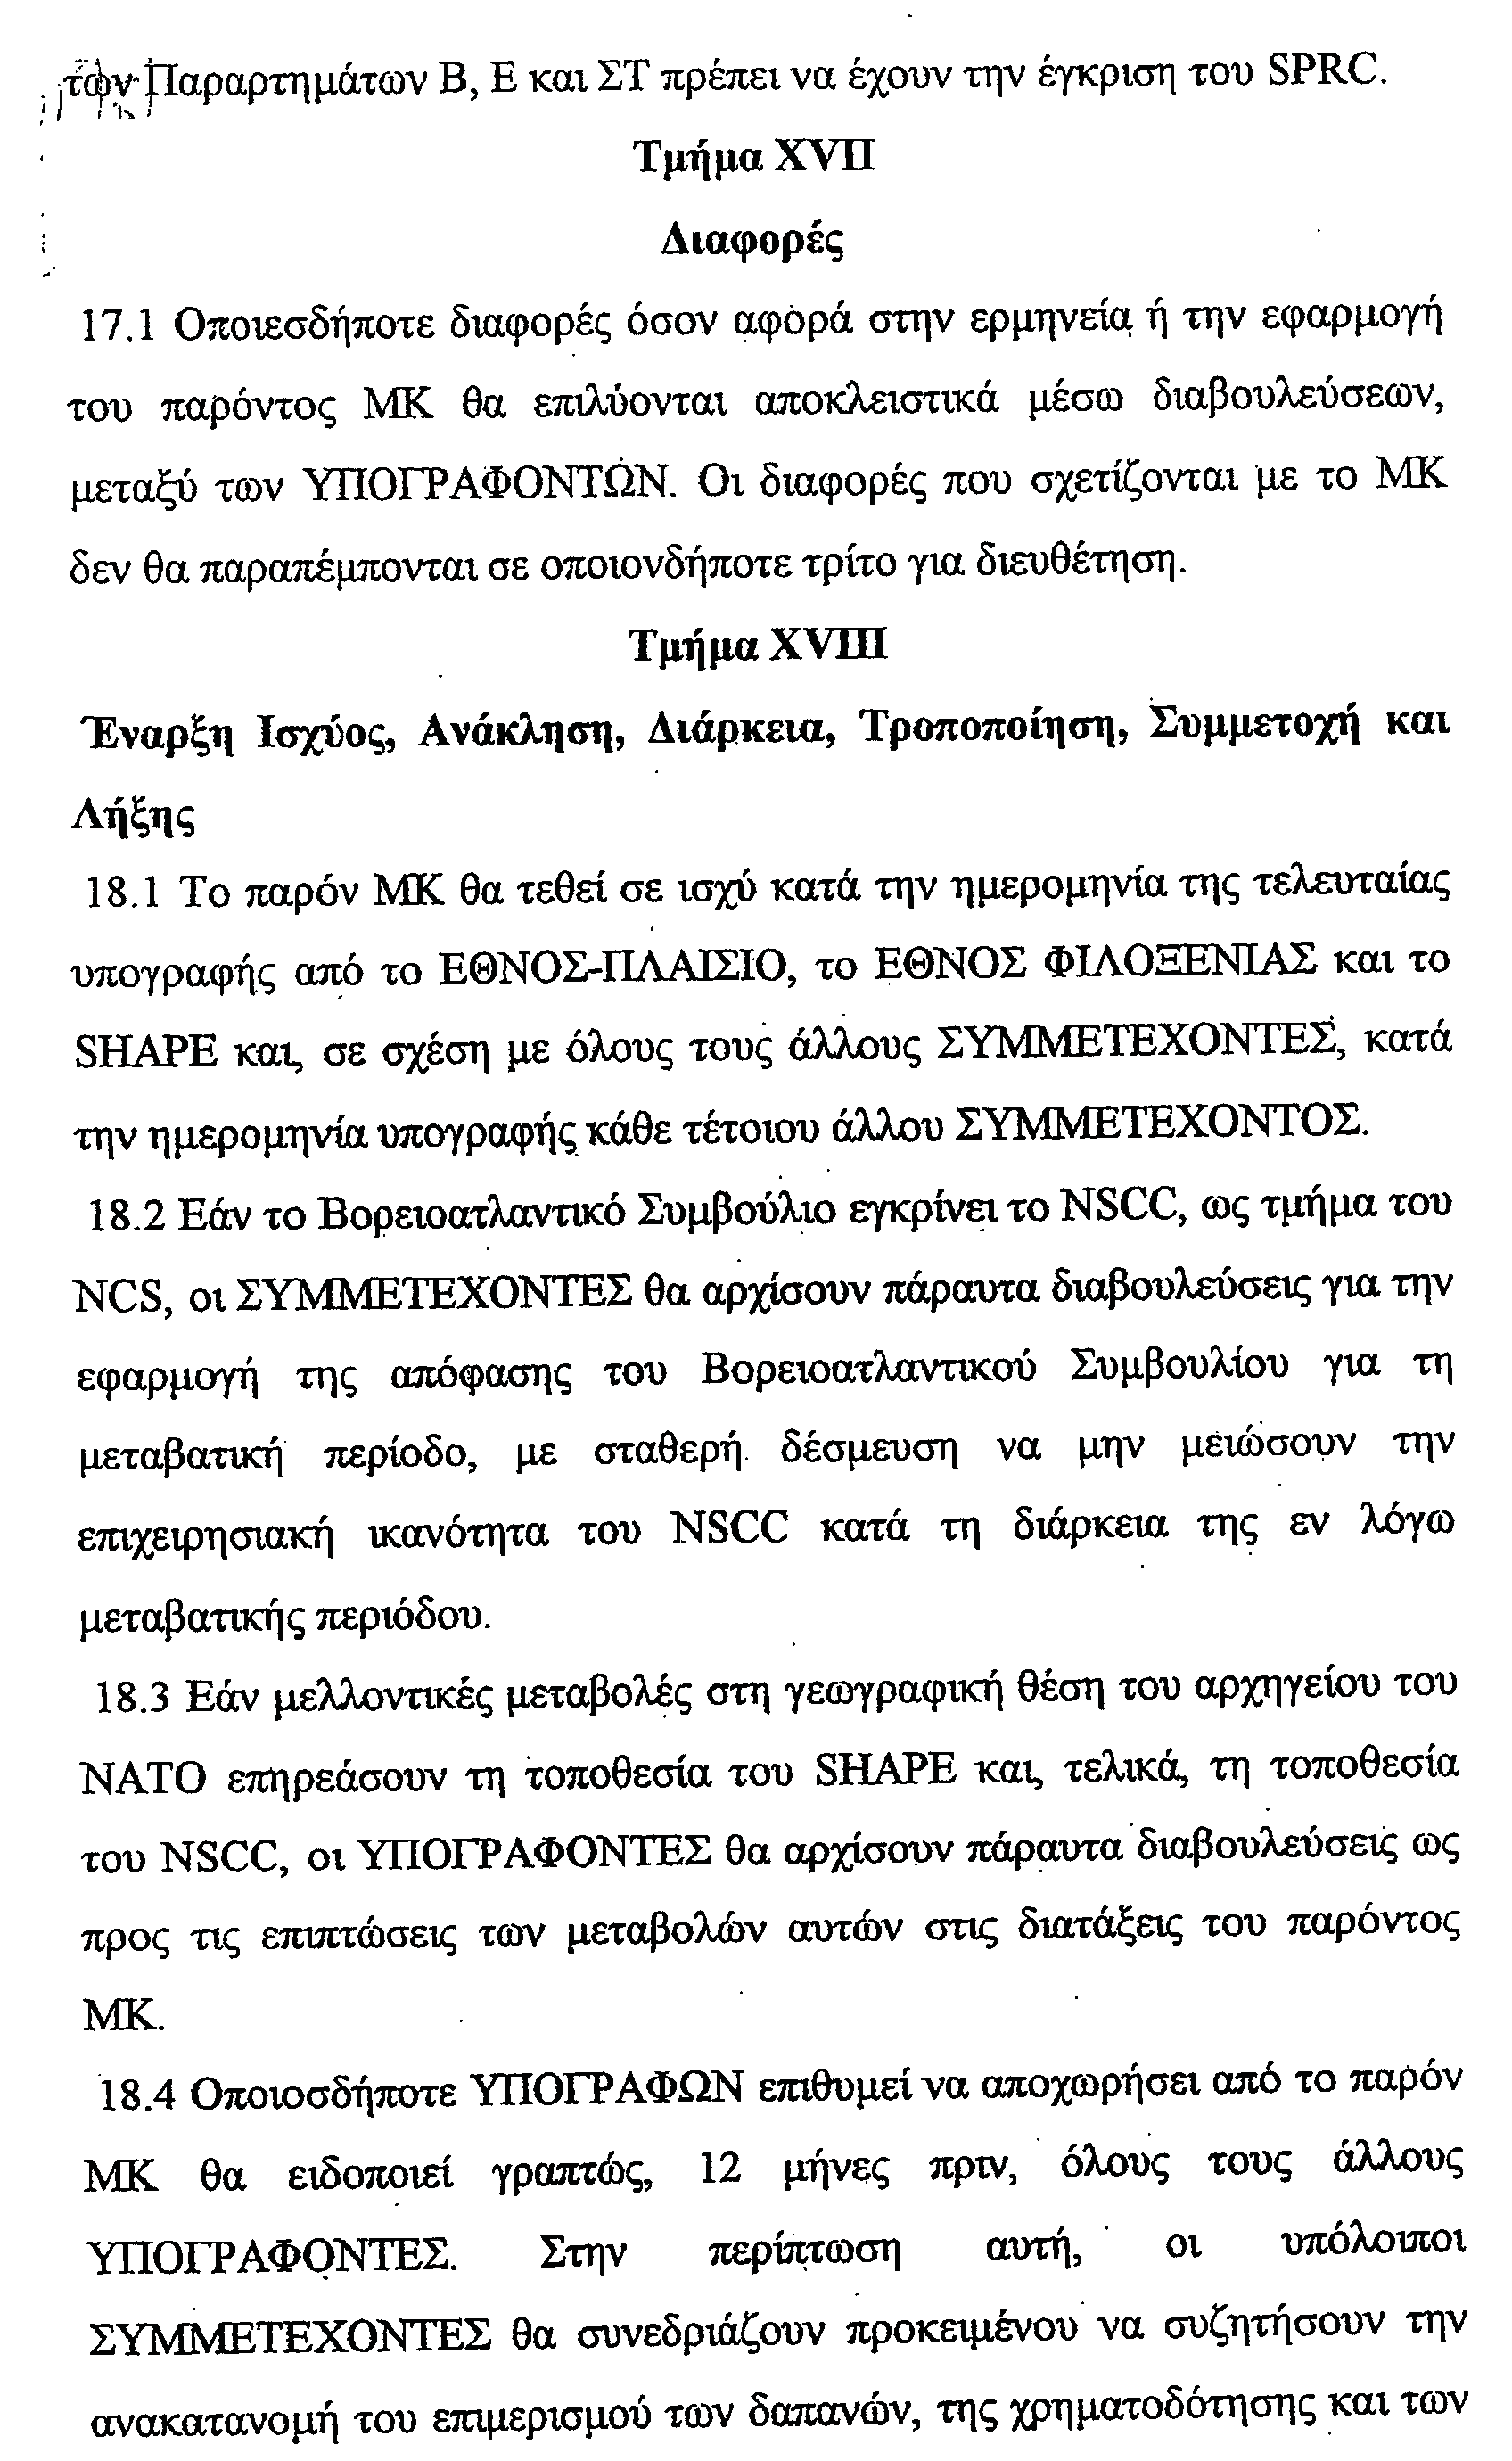 των Παραρτημάτων Β, Ε και ΣΤ πρέπει να έχουν την έγκριση του SPRC.
Τμήμα XVII
Διαφορές
17.1 Οποιεσδήποτε διαφορές όσον αφορά στην ερμηνεία ή την εφαρμογή
του παρόντος ΜΚ θα επιλύονται αποκλειστικά μέσω διαβουλεύσεων,
μεταξύ των ΥΠΟΓΡΑΦΟΝΤΩΝ. Οι διαφορές που σχετίζονται με το ΜΚ
δεν θα παραπέμπονται σε οποιονδήποτε τρίτο για διευθέτηση.
Τμήμα XVIII
Έναρξη Ισχύος, Ανάκληση, Διάρκεια, Τροποποίηση, Συμμετοχή και
Λήξης
18.1 Το παρόν ΜΚ θα τεθεί σε ισχύ κατά την ημερομηνία της τελευταίας
υπογραφής από το ΕΘΝΟΣ-ΠΛΑΙΣΙΟ, το ΕΘΝΟΣ ΦΙΛΟΞΕΝΙΑΣ και το
SHAPE και, σε σχέση με όλους τους άλλους ΣΥΜΜΕΤΕΧΟΝΤΕΣ, κατά
την ημερομηνία υπογραφής κάθε τέτοιου άλλου ΣΥΜΜΕΤΕΧΟΝΤΟΣ.
18.2 Εάν το Βορειοατλαντικό Συμβούλιο εγκρίνει το NSCC, ως τμήμα του
NCS, οι ΣΥΜΜΕΤΕΧΟΝΤΕΣ θα αρχίσουν πάραυτα διαβουλεύσεις για την
εφαρμογή της απόφασης του Βορειοατλαντικού Συμβουλίου για τη
μεταβατική περίοδο, με σταθερή δέσμευση να μην μειώσουν την
επιχειρησιακή ικανότητα του NSCC κατά τη διάρκεια της εν λόγω
μεταβατικής περιόδου.
18.3 Εάν μελλοντικές μεταβολές στη γεωγραφική θέση του αρχηγείου του
ΝΑΤΟ επηρεάσουν τη τοποθεσία του SHAPE και, τελικά, τη τοποθεσία
του NSCC, οι ΥΠΟΓΡΑΦΟΝΤΕΣ θα αρχίσουν πάραυτα διαβουλεύσεις ως
προς τις επιπτώσεις των μεταβολών αυτών στις διατάξεις του παρόντος
ΜΚ.
18.4 Οποιοσδήποτε ΥΠΟΓΡΑΦΩΝ επιθυμεί να αποχωρήσει από το παρόν
ΜΚ θα ειδοποιεί γραπτώς, 12 μήνες πριν, όλους τους άλλους
ΥΠΟΓΡΑΦΟΝΤΕΣ. Στην περίπτωση αυτή, οι υπόλοιποι
ΣΥΜΜΕΤΕΧΟΝΤΕΣ θα συνεδριάζουν προκειμένου να συζητήσουν την
ανακατανομή του επιμερισμού των δαπανών, της χρηματοδότησης και των